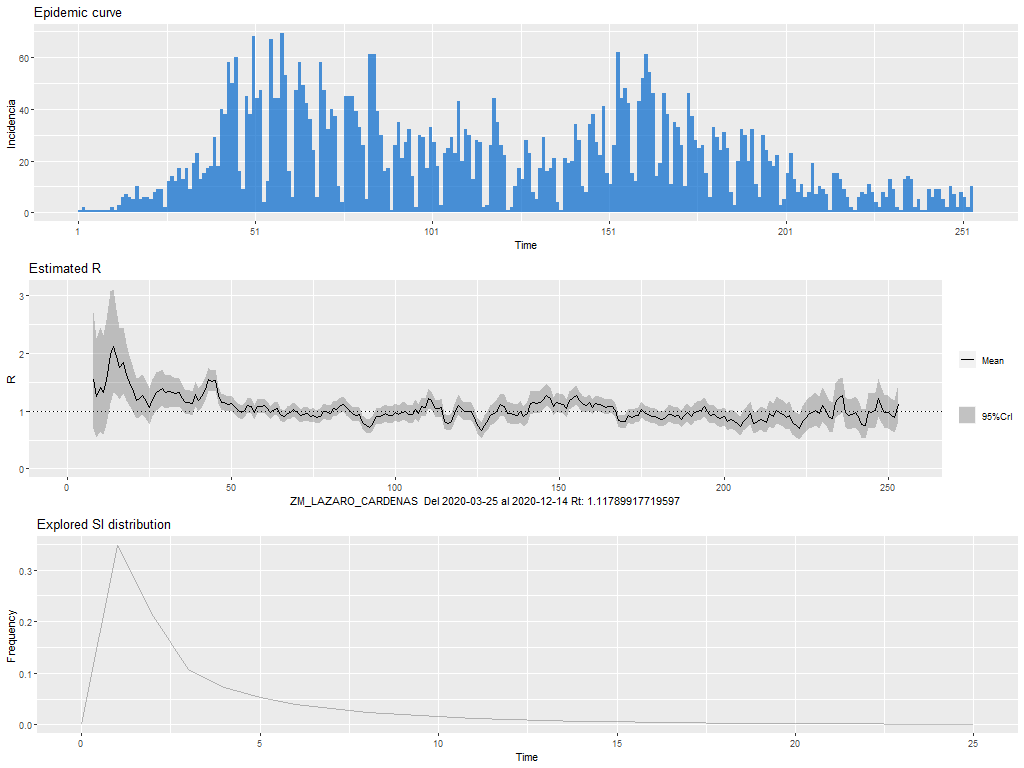 Epidemic curve
Incidencia
60
40
20
0
1 51 101 151 201 251
Time
Estimated R
R
3
2
1
0
0 50 100 150 200 250
Mean
95%CrI
ZM_LAZARO_CARDENAS Del 2020-03-25 al 2020-12-14 Rt: 1.11789917719597
Explored SI distribution
Frequency
0.3
0.2
0.1
0.0
0 5 10 15 20 25
Time